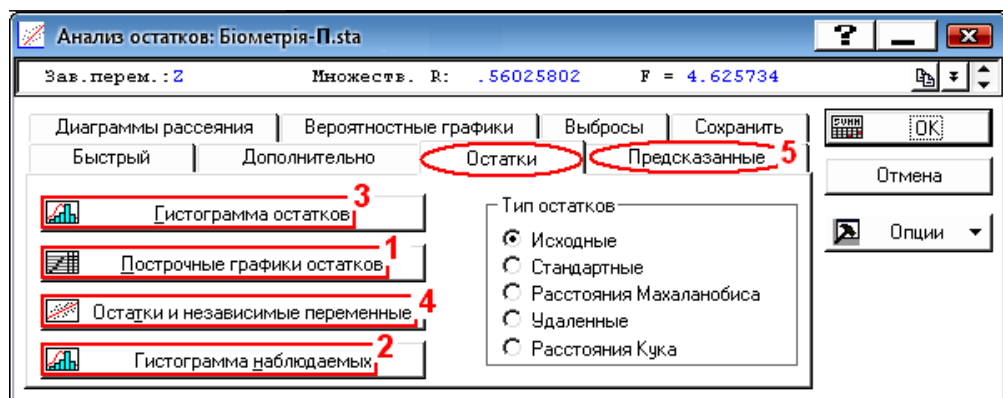 Анализ остатков: Біометрія-П.sta
?
Зав.перем.:Z Множеств. R: .56025802 F = 4.625734
Диаграммы рассеяния Вероятностные графики Выбросы Сохранить
Быстрый Дополнительно Остатки Предсказанные 5
Гистограмма остатков 3
Построчные графики остатков 1
Остатки и независимые переменные 4
Гистограмма наблюдаемых 2
Тип остатков
Исходные
Стандартные
Расстояния Махаланобиса
Удаленные
Расстояния Кука
OK
Отмена
Опции